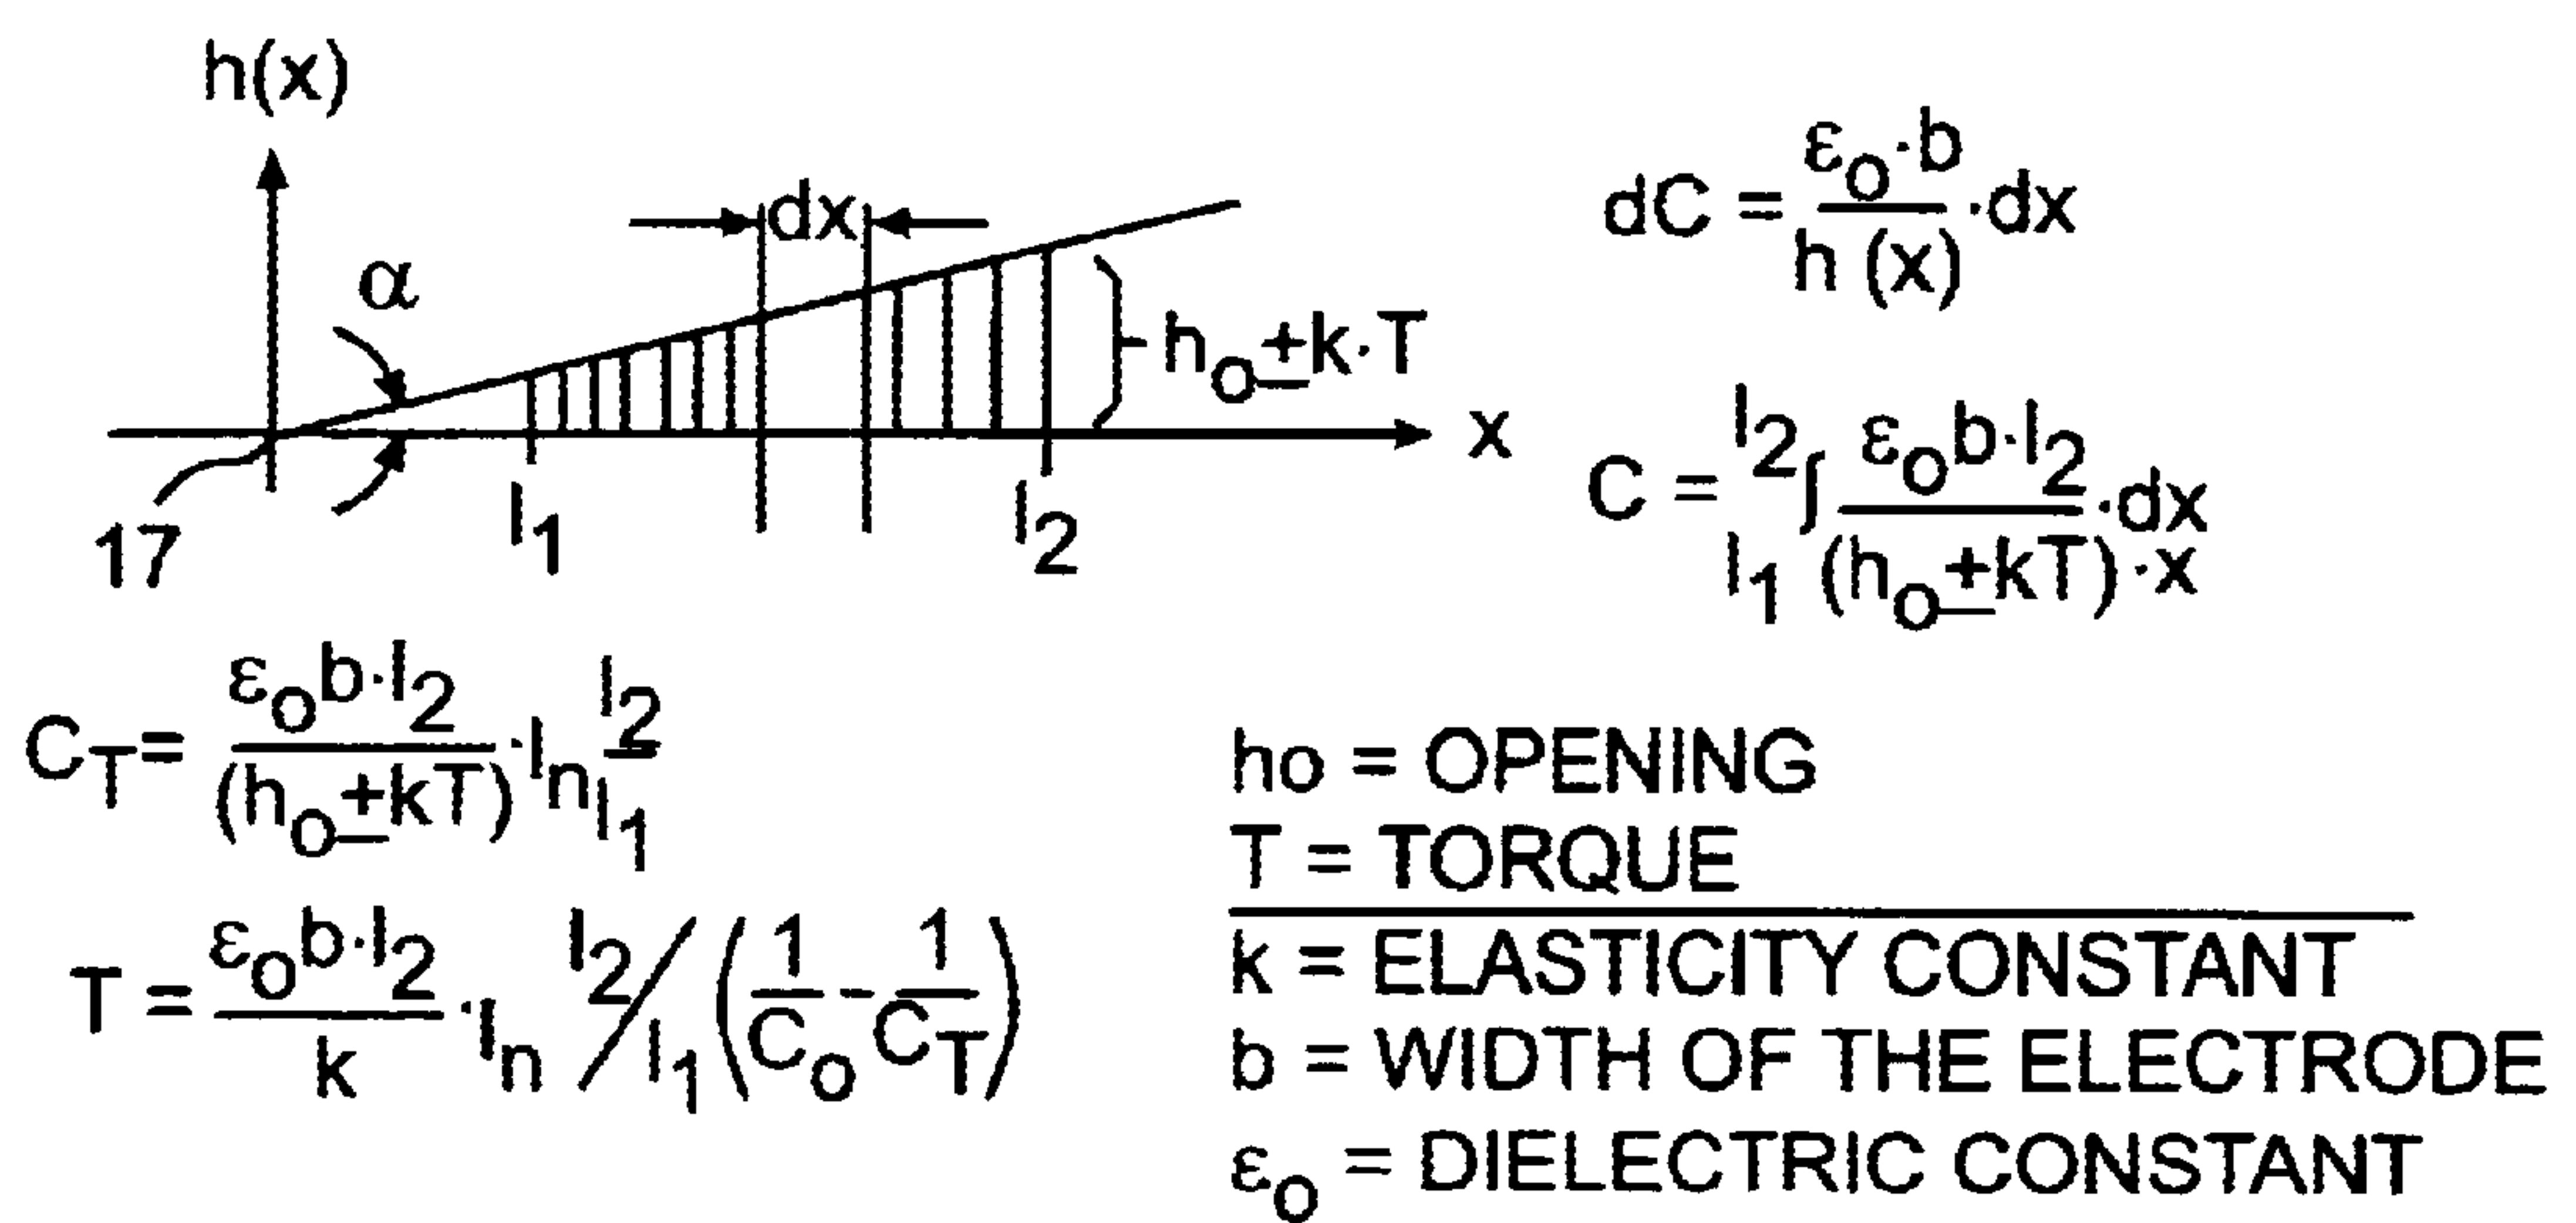 h(x)
dx
α
h₀ ± k·T
x
17
l₁
l₂
dC = ε₀·b / h (x) ·dx
C = l₂ ∫ l₁ ε₀b·l₂ / (h₀ ± kT)·x ·dx
C_T = ε₀b·l₂ / (h₀ ± kT) ·lₙ l₂/l₁
T = ε₀b·l₂ / k ·lₙ l₂/l₁ (1/C₀ - 1/C_T)
ho = OPENING
T = TORQUE
k = ELASTICITY CONSTANT
b = WIDTH OF THE ELECTRODE
ε₀ = DIELECTRIC CONSTANT